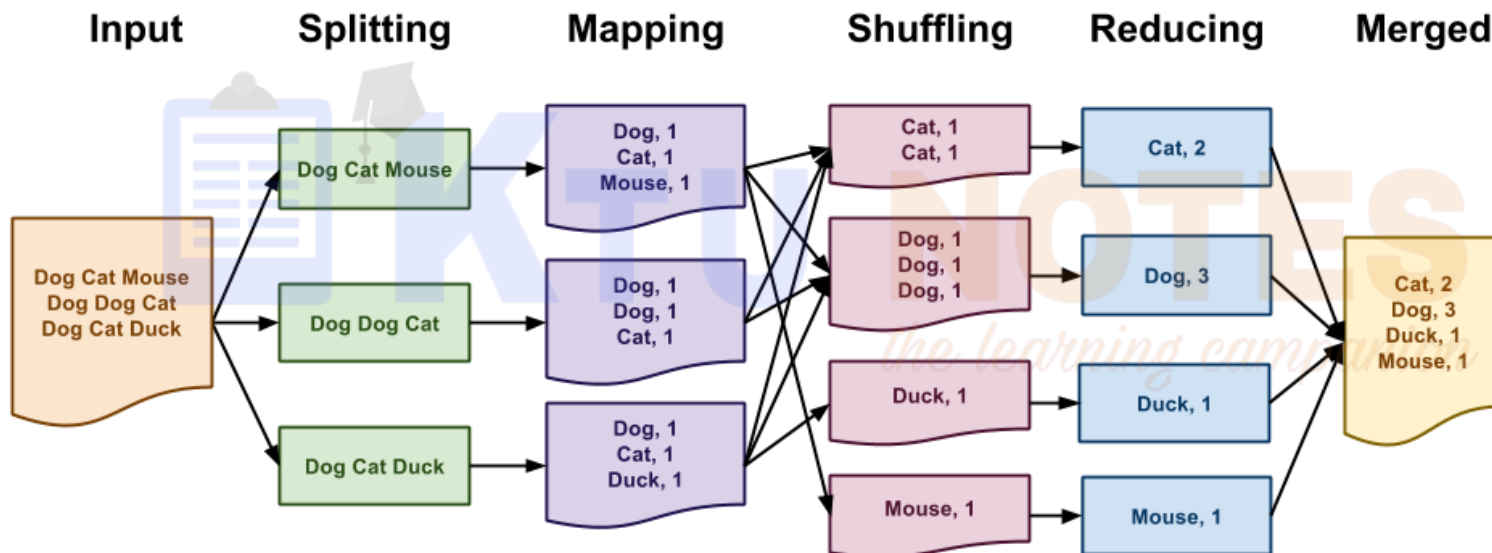 Input
Splitting
Mapping
Shuffling
Reducing
Merged
Dog Cat Mouse
Dog Dog Cat
Dog Cat Duck
Dog Cat Mouse
Dog Dog Cat
Dog Cat Duck
Dog, 1
Cat, 1
Mouse, 1
Dog, 1
Dog, 1
Cat, 1
Dog, 1
Cat, 1
Duck, 1
Cat, 1
Cat, 1
Dog, 1
Dog, 1
Dog, 1
Duck, 1
Mouse, 1
Cat, 2
Dog, 3
Duck, 1
Mouse, 1
Cat, 2
Dog, 3
Duck, 1
Mouse, 1
KTU NOTES
the learning companion